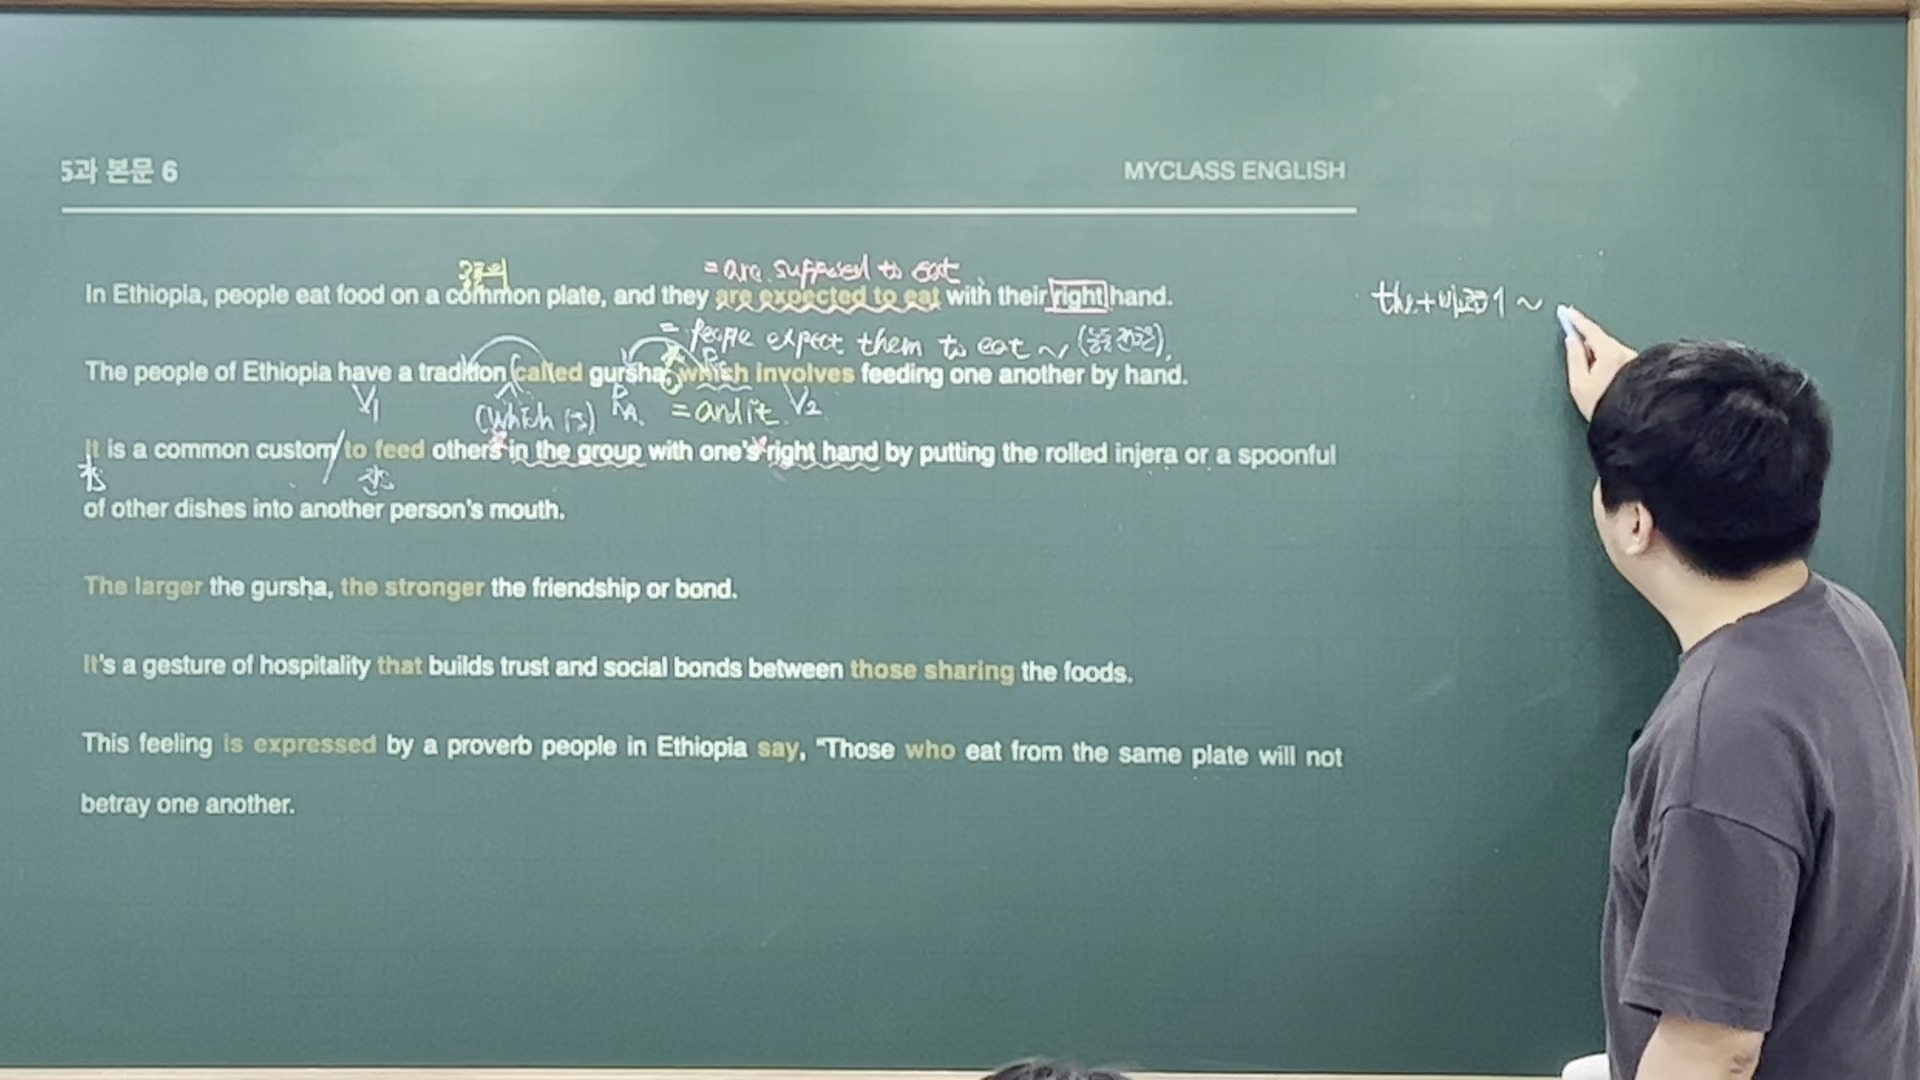 5과 본문 6
MYCLASS ENGLISH
공통의
= are supposed to eat
In Ethiopia, people eat food on a common plate, and they are expected to eat with their right hand.
the + 비교급1 ~
= people expect them to eat ~ (능동 전환).
The people of Ethiopia have a tradition called gursha, which involves feeding one another by hand.
V1 (which is) = and it V2
It is a common custom / to feed others in the group with one's right hand by putting the rolled injera or a spoonful
of other dishes into another person's mouth.
The larger the gursha, the stronger the friendship or bond.
It's a gesture of hospitality that builds trust and social bonds between those sharing the foods.
This feeling is expressed by a proverb people in Ethiopia say, "Those who eat from the same plate will not
betray one another.